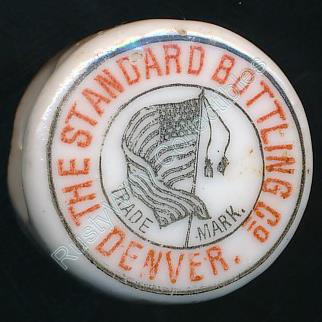 THE STANDARD BOTTLING Co.
DENVER.
TRADE MARK.